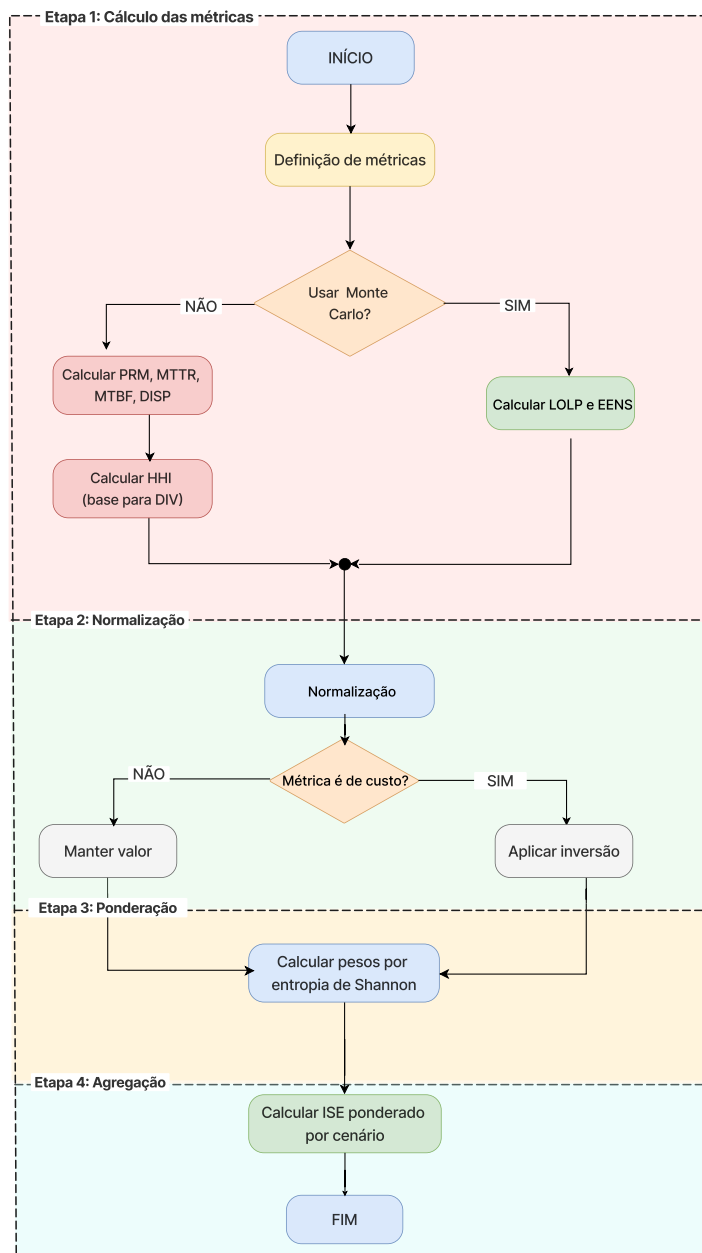 Etapa 1: Cálculo das métricas
INÍCIO
Definição de métricas
Usar Monte
Carlo?
NÃO
SIM
Calcular PRM, MTTR,
MTBF, DISP
Calcular LOLP e EENS
Calcular HHI
(base para DIV)
Etapa 2: Normalização
Normalização
Métrica é de custo?
NÃO
SIM
Manter valor
Aplicar inversão
Etapa 3: Ponderação
Calcular pesos por
entropia de Shannon
Etapa 4: Agregação
Calcular ISE ponderado
por cenário
FIM